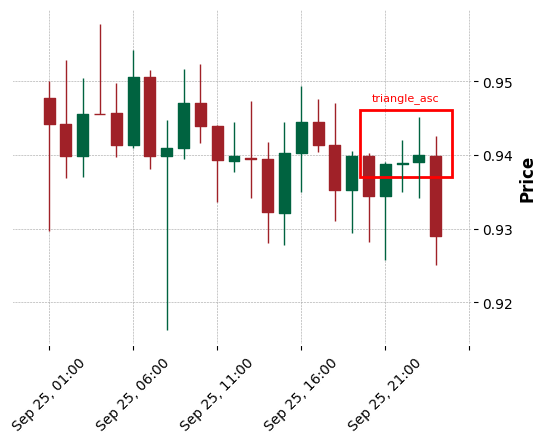 triangle_asc
0.95
0.94
0.93
0.92
Price
Sep 25, 01:00
Sep 25, 06:00
Sep 25, 11:00
Sep 25, 16:00
Sep 25, 21:00